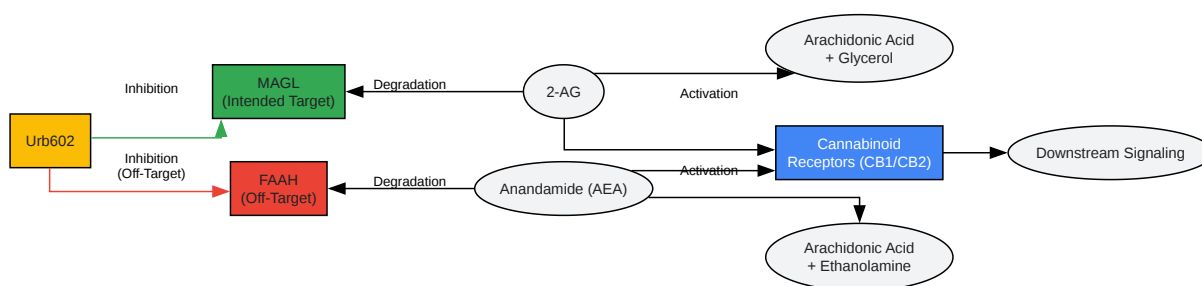 Arachidonic Acid
+ Glycerol
MAGL
(Intended Target)
Inhibition
Degradation
2-AG
Activation
Urb602
Cannabinoid
Receptors (CB1/CB2)
Downstream Signaling
Inhibition
(Off-Target)
FAAH
(Off-Target)
Degradation
Anandamide (AEA)
Activation
Arachidonic Acid
+ Ethanolamine